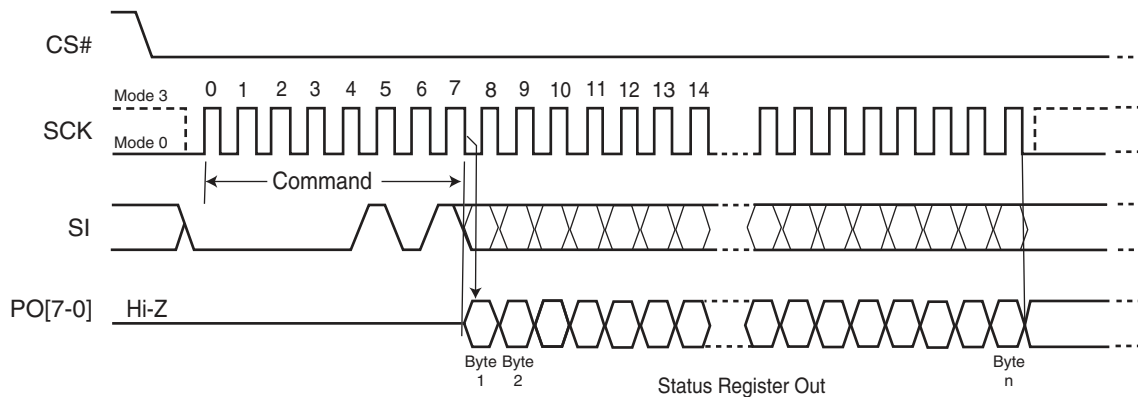 CS#
0 1 2 3 4 5 6 7 8 9 10 11 12 13 14
Mode 3
SCK
Mode 0
Command
SI
PO[7-0]
Hi-Z
Byte 1
Byte 2
Byte n
Status Register Out